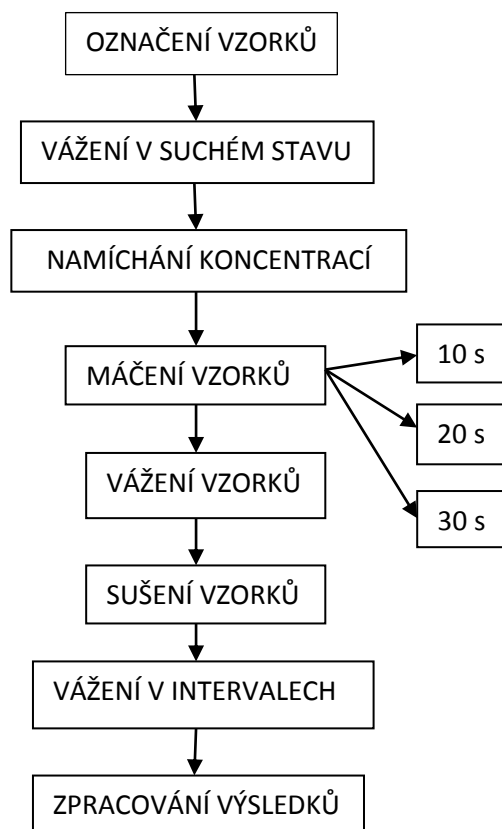 OZNAČENÍ VZORKŮ
VÁŽENÍ V SUCHÉM STAVU
NAMÍCHÁNÍ KONCENTRACÍ
MÁČENÍ VZORKŮ
10 s
20 s
30 s
VÁŽENÍ VZORKŮ
SUŠENÍ VZORKŮ
VÁŽENÍ V INTERVALECH
ZPRACOVÁNÍ VÝSLEDKŮ